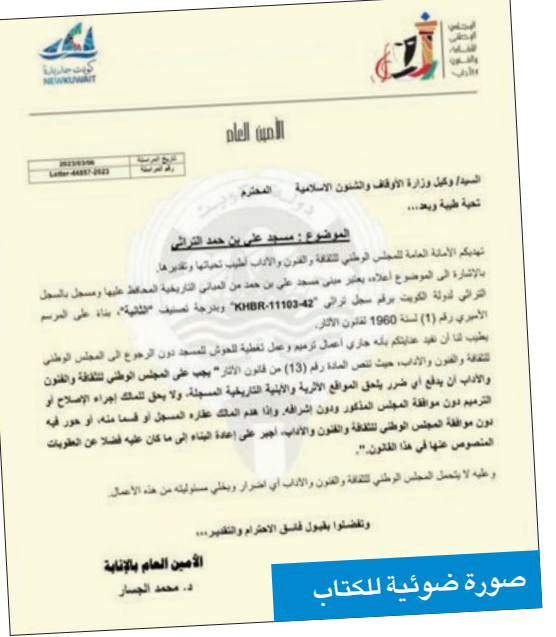 المجلس
الوطني
للثقافة
والفنون
والآداب
كويت جديدة
NEWKUWAIT
الأمين العام
تاريخ المراسلة 2023/03/06
رقم المراسلة Letter-44857-2023
السيد/ وكيل وزارة الأوقاف والشئون الاسلامية المحترم
تحية طيبة وبعد،،،
الموضوع : مسجد علي بن حمد التراثي
تهديكم الأمانة العامة للمجلس الوطني للثقافة والفنون والآداب أطيب تحياتها وتقديرها.
بالإشارة الى الموضوع أعلاه، يعتبر مبنى مسجد علي بن حمد من المباني التاريخية المحافظ عليها ومسجل بالسجل
التراثي لدولة الكويت برقم سجل تراثي "KHBR-11103-42" وبدرجة تصنيف "الثانية"، بناءً على المرسم
الأميري رقم (1) لسنة 1960 لقانون الآثار.
يطيب لنا أن نفيد عنايتكم بأنه جاري أعمال ترميم وعمل تغطية للحوش للمسجد دون الرجوع الى المجلس الوطني
للثقافة والفنون والآداب، حيث تنص المادة رقم (13) من قانون الآثار" يجب على المجلس الوطني للثقافة والفنون
والآداب أن يدفع أي ضرر يلحق المواقع الأثرية والأبنية التاريخية المسجلة، ولا يحق للمالك إجراء الإصلاح أو
الترميم دون موافقة المجلس المذكور ودون إشرافه. وإذا هدم المالك عقاره المسجل أو قسما منه، أو حور فيه
دون موافقة المجلس الوطني للثقافة والفنون والآداب، أجبر على إعادة البناء إلى ما كان عليه فضلا عن العقوبات
المنصوص عنها في هذا القانون.".
وعليه لا يتحمل المجلس الوطني للثقافة والفنون والآداب أي اضرار ويخلي مسئوليته من هذه الأعمال.
وتفضلوا بقبول فائق الاحترام والتقدير،،،
الأمين العام بالإنابة
د. محمد الجسار
صورة ضوئية للكتاب